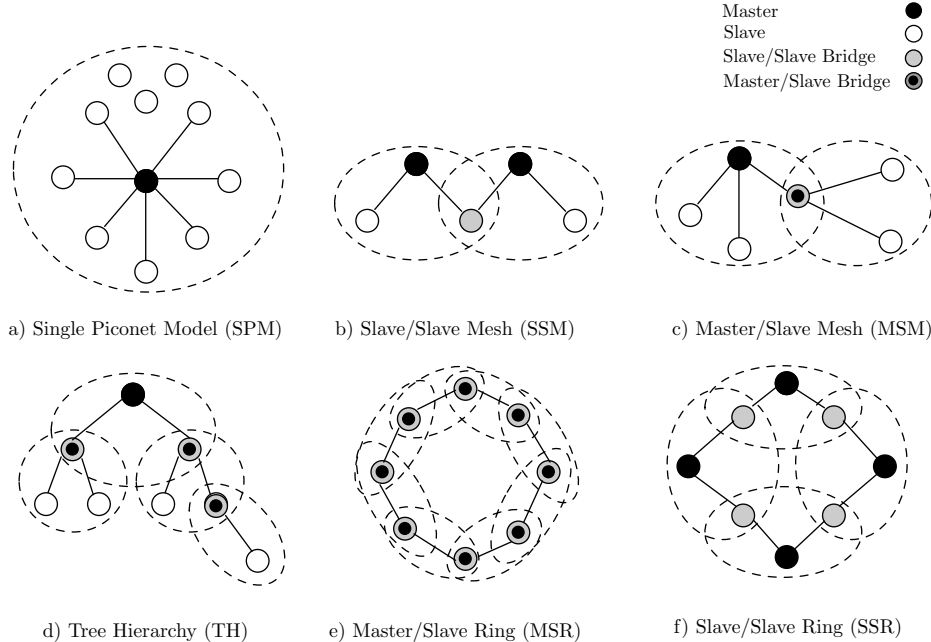 Master
Slave
Slave/Slave Bridge
Master/Slave Bridge
a) Single Piconet Model (SPM)
b) Slave/Slave Mesh (SSM)
c) Master/Slave Mesh (MSM)
d) Tree Hierarchy (TH)
e) Master/Slave Ring (MSR)
f) Slave/Slave Ring (SSR)